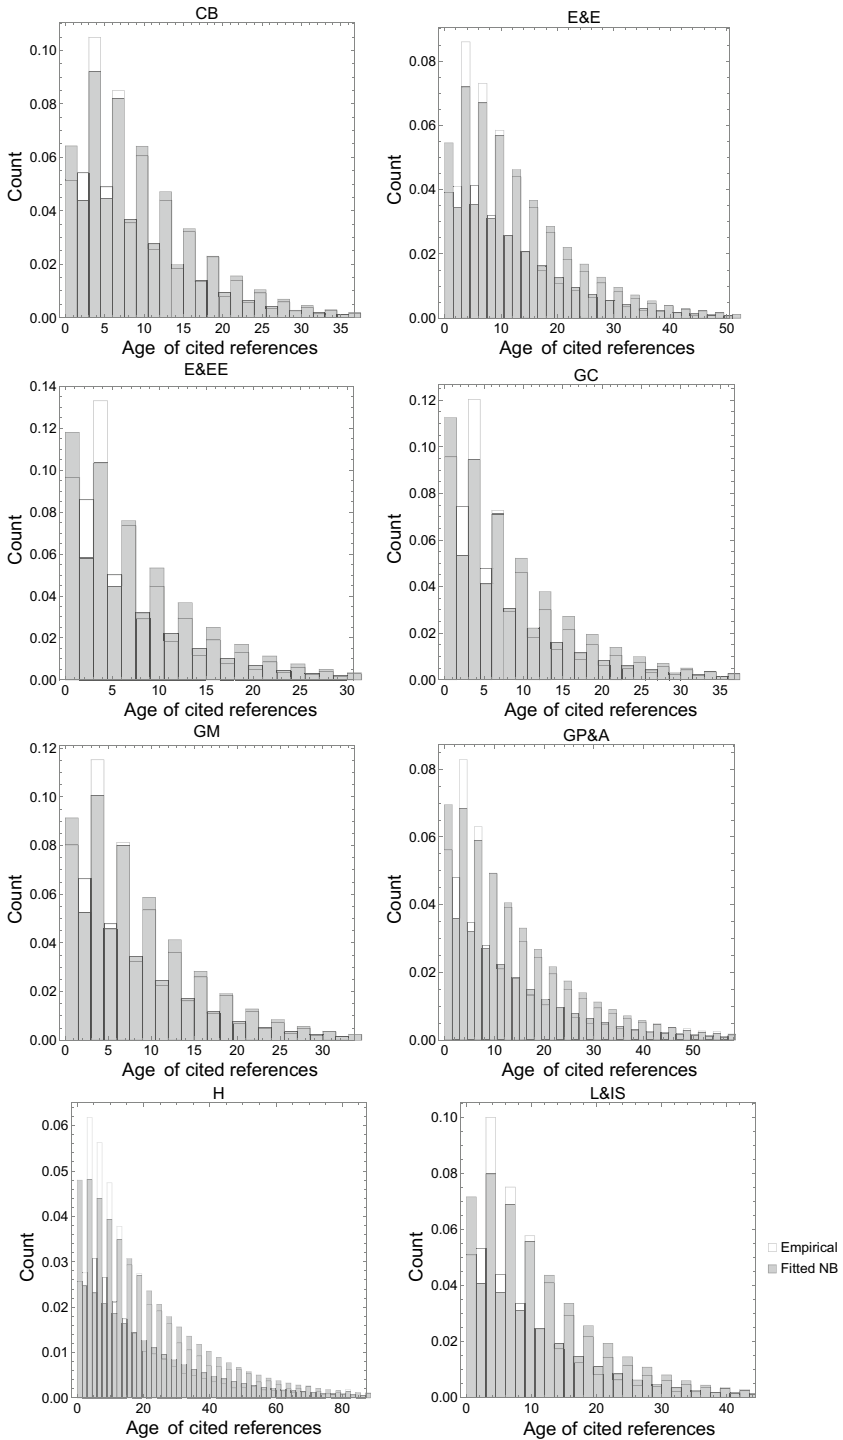 CB
0.10
0.08
0.06
0.04
0.02
0.00
Count
0 5 10 15 20 25 30 35
Age of cited references
E&E
0.08
0.06
0.04
0.02
0.00
Count
0 10 20 30 40 50
Age of cited references
E&EE
0.14
0.12
0.10
0.08
0.06
0.04
0.02
0.00
Count
0 5 10 15 20 25 30
Age of cited references
GC
0.12
0.10
0.08
0.06
0.04
0.02
0.00
Count
0 5 10 15 20 25 30 35
Age of cited references
GM
0.12
0.10
0.08
0.06
0.04
0.02
0.00
Count
0 5 10 15 20 25 30
Age of cited references
GP&A
0.08
0.06
0.04
0.02
0.00
Count
0 10 20 30 40 50
Age of cited references
H
0.06
0.05
0.04
0.03
0.02
0.01
0.00
Count
0 20 40 60 80
Age of cited references
L&IS
0.10
0.08
0.06
0.04
0.02
0.00
Count
0 10 20 30 40
Age of cited references
Empirical
Fitted NB